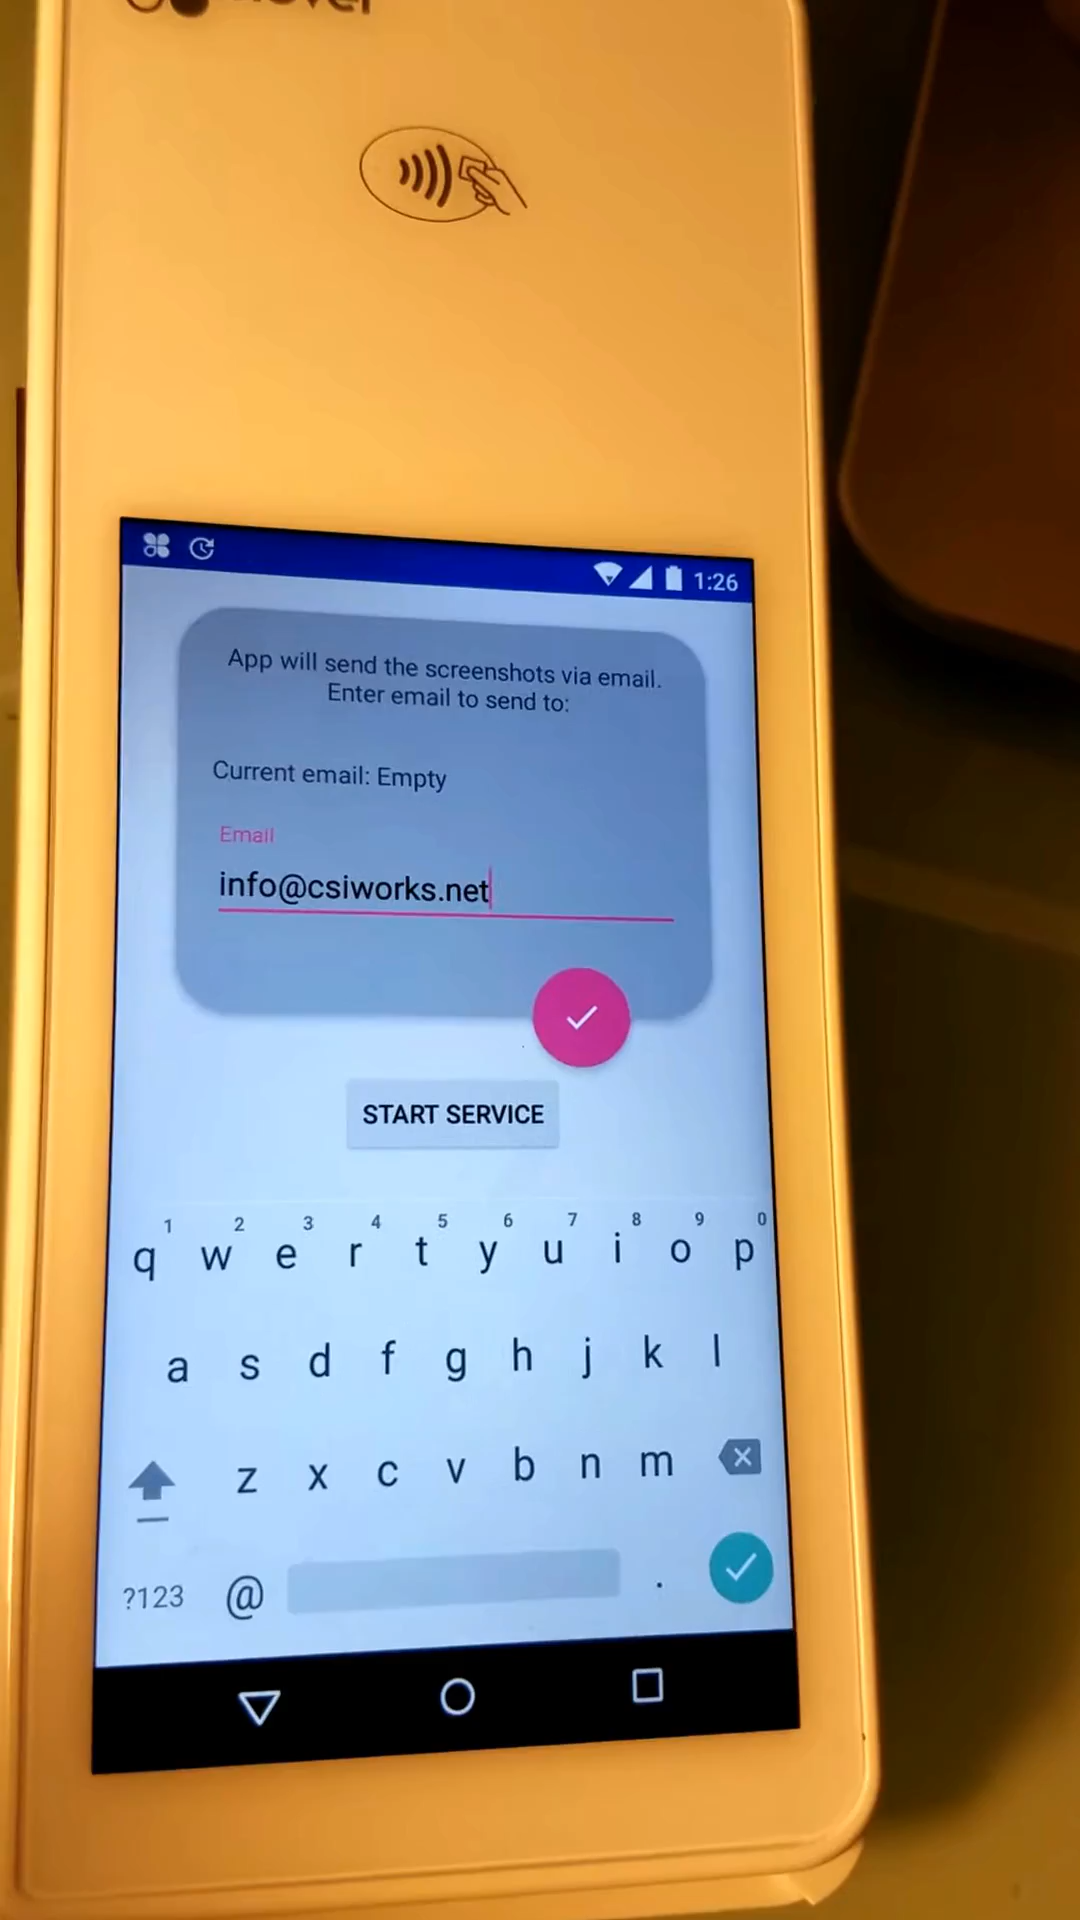 1:26
App will send the screenshots via email.
Enter email to send to:
Current email: Empty
Email
info@csiworks.net
START SERVICE
1 2 3 4 5 6 7 8 9 0
q w e r t y u i o p
a s d f g h j k l
z x c v b n m
?123 @ .